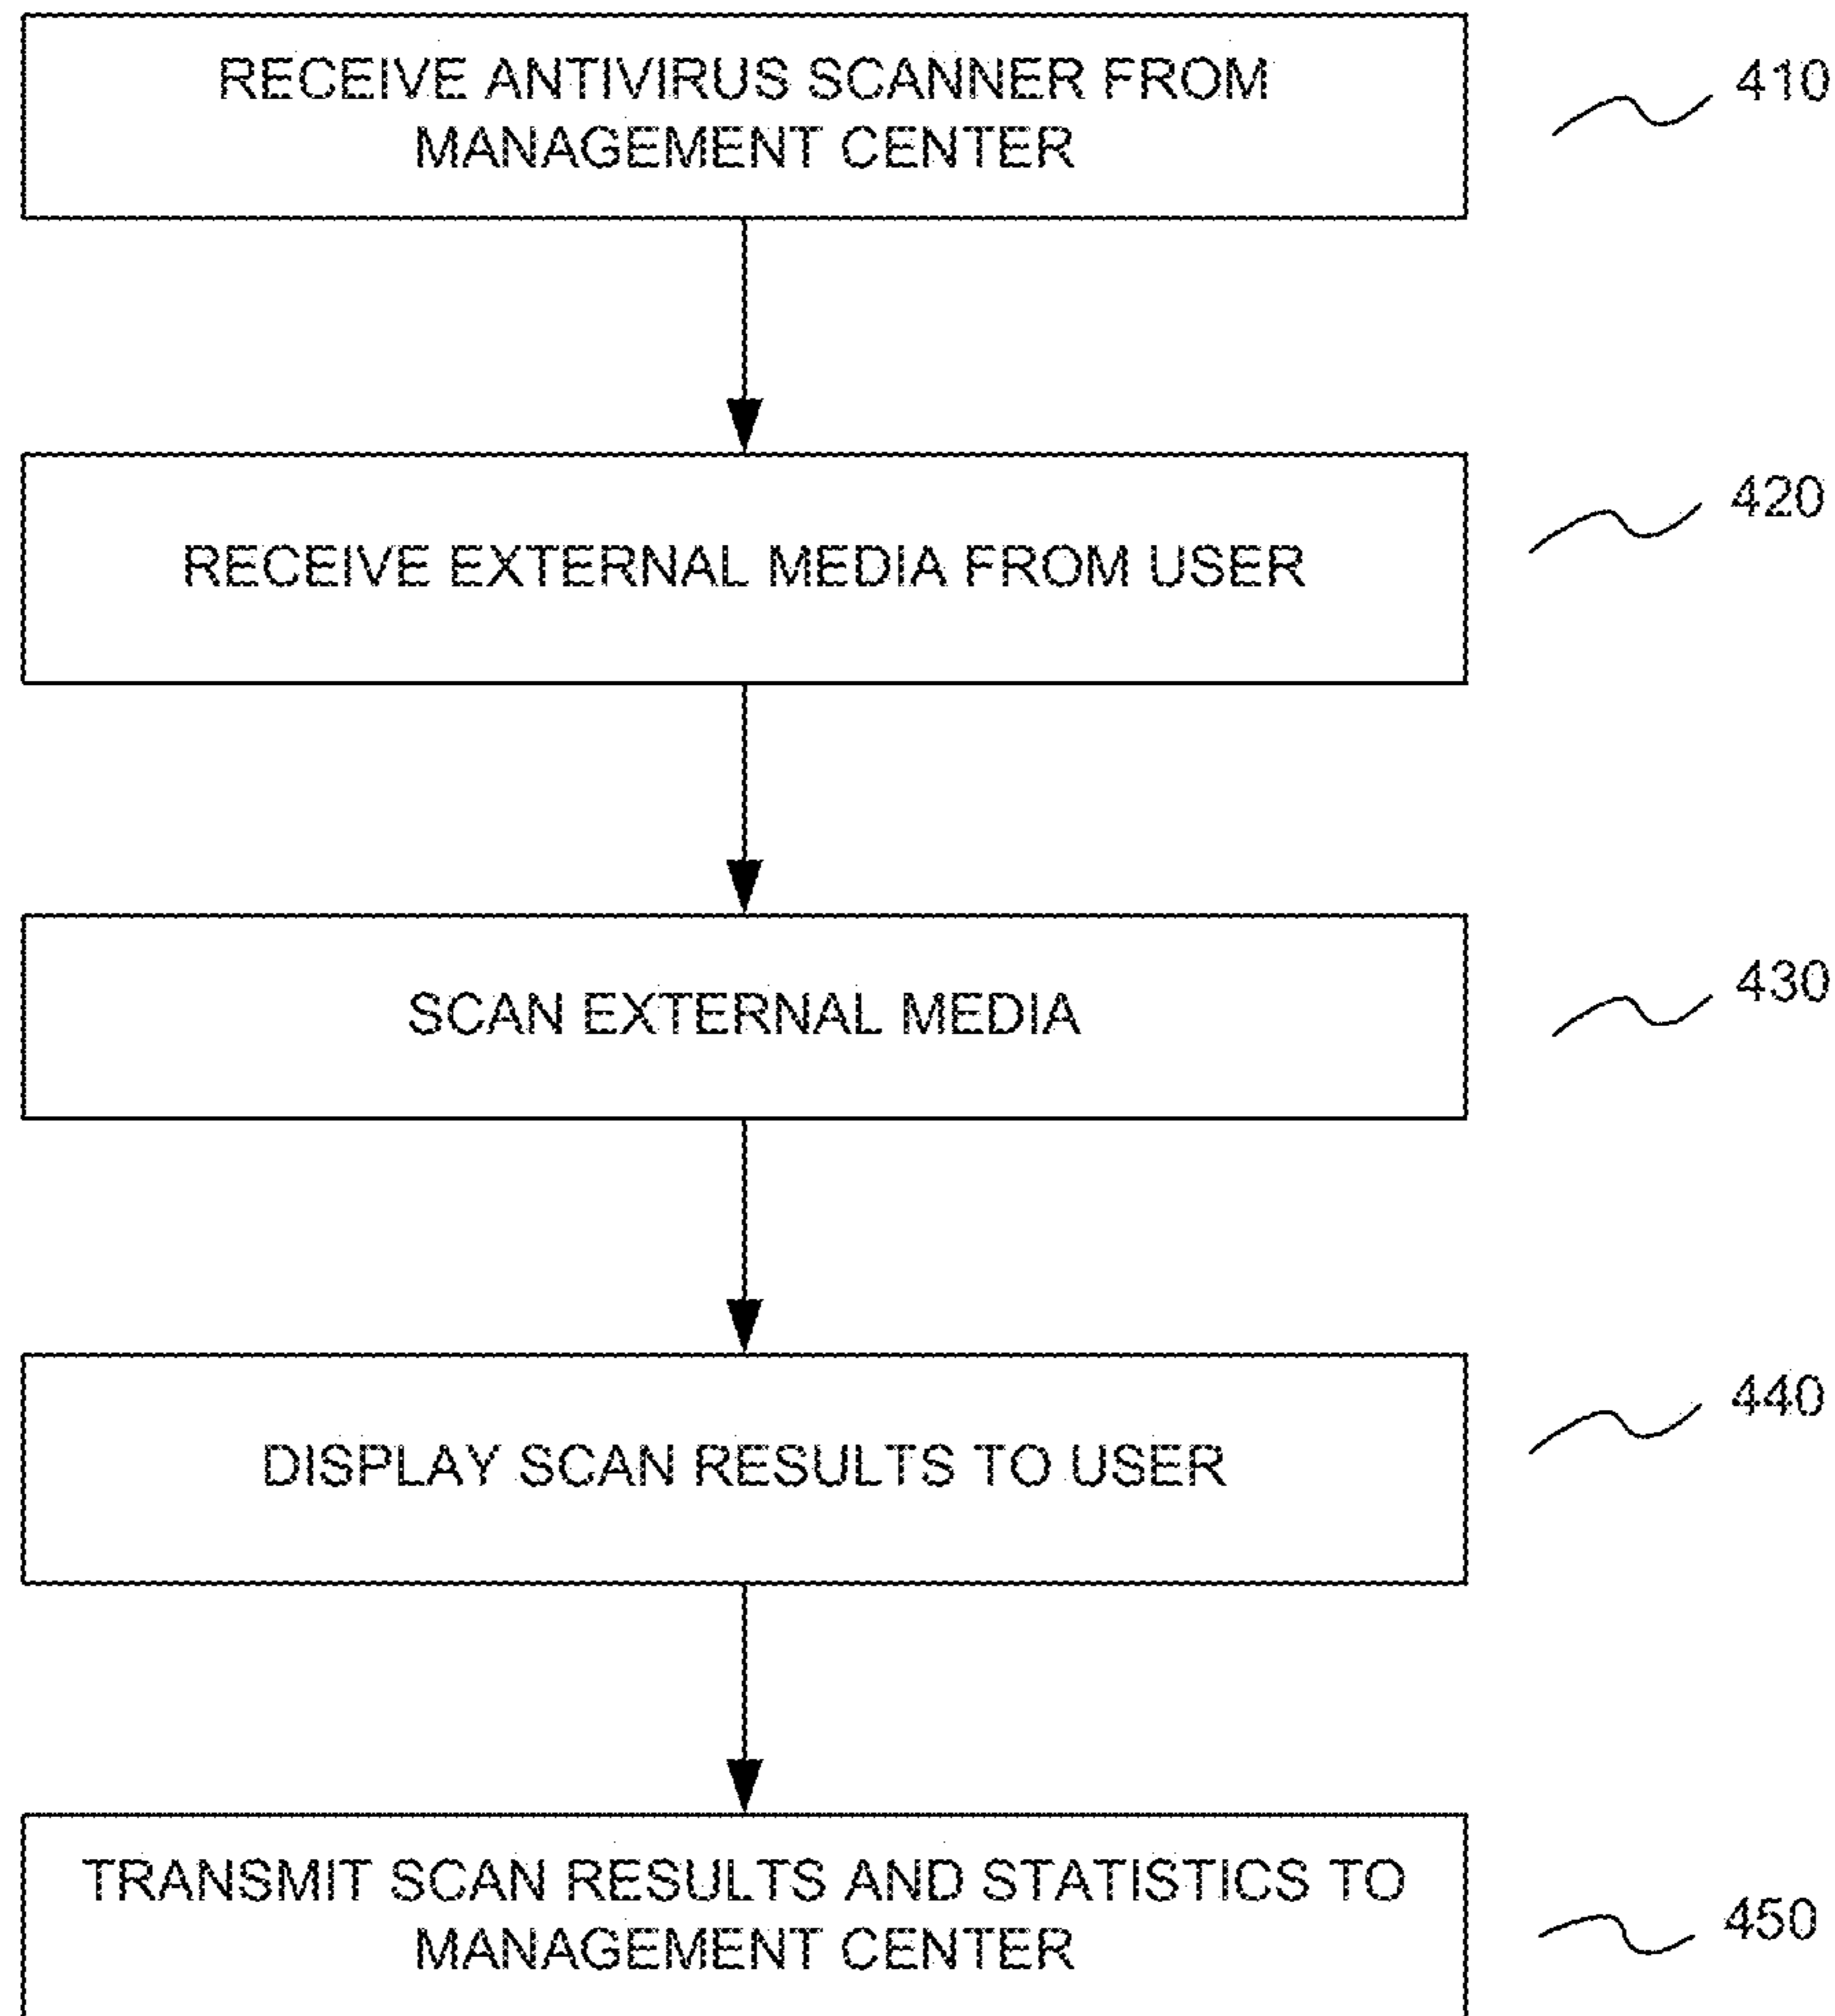 RECEIVE ANTIVIRUS SCANNER FROM
MANAGEMENT CENTER
410
RECEIVE EXTERNAL MEDIA FROM USER
420
SCAN EXTERNAL MEDIA
430
DISPLAY SCAN RESULTS TO USER
440
TRANSMIT SCAN RESULTS AND STATISTICS TO
MANAGEMENT CENTER
450